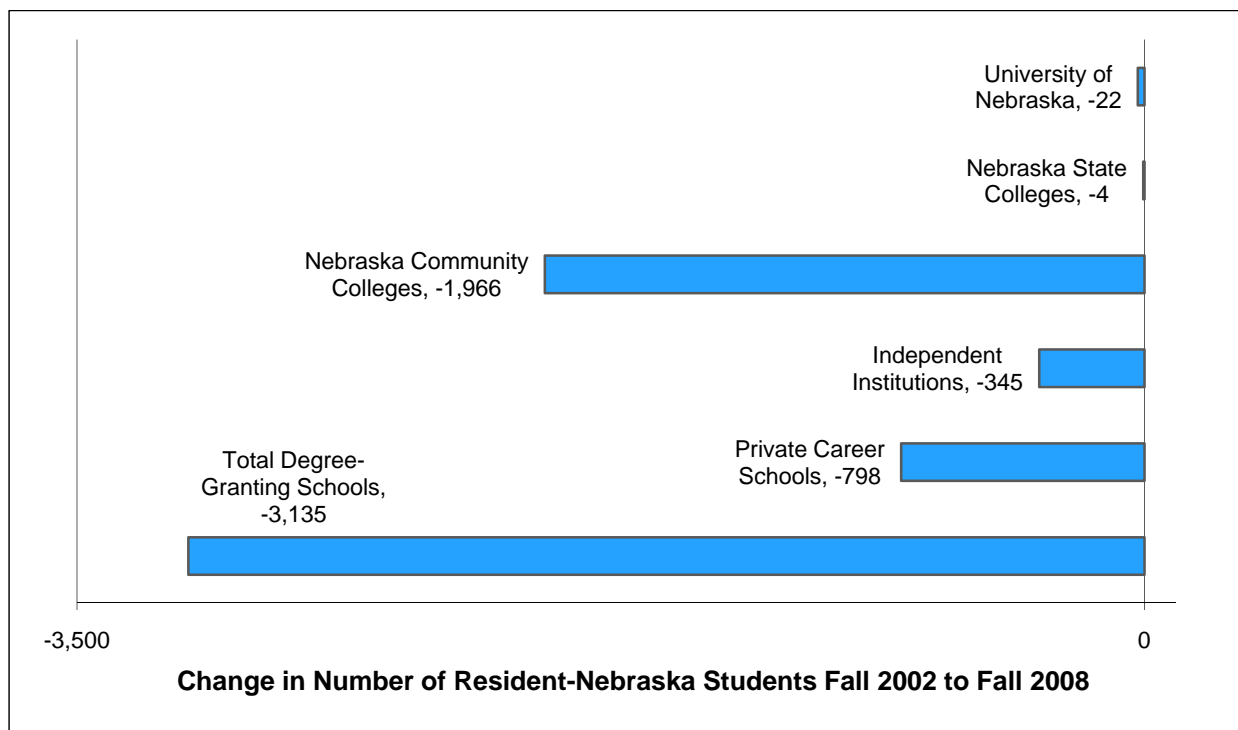 University of
Nebraska, -22
Nebraska State
Colleges, -4
Nebraska Community
Colleges, -1,966
Independent
Institutions, -345
Private Career
Schools, -798
Total Degree-
Granting Schools,
-3,135
-3,500
0
Change in Number of Resident-Nebraska Students Fall 2002 to Fall 2008